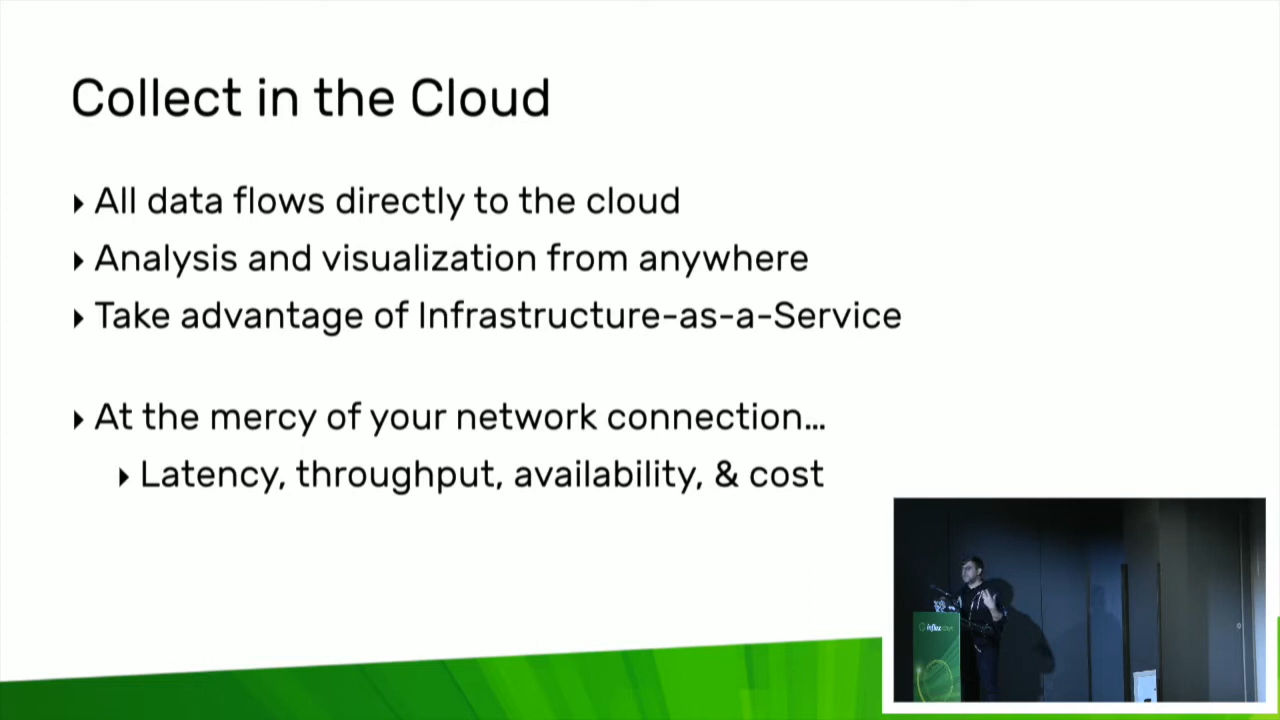 Collect in the Cloud
All data flows directly to the cloud
Analysis and visualization from anywhere
Take advantage of Infrastructure-as-a-Service
At the mercy of your network connection...
Latency, throughput, availability, & cost
influx